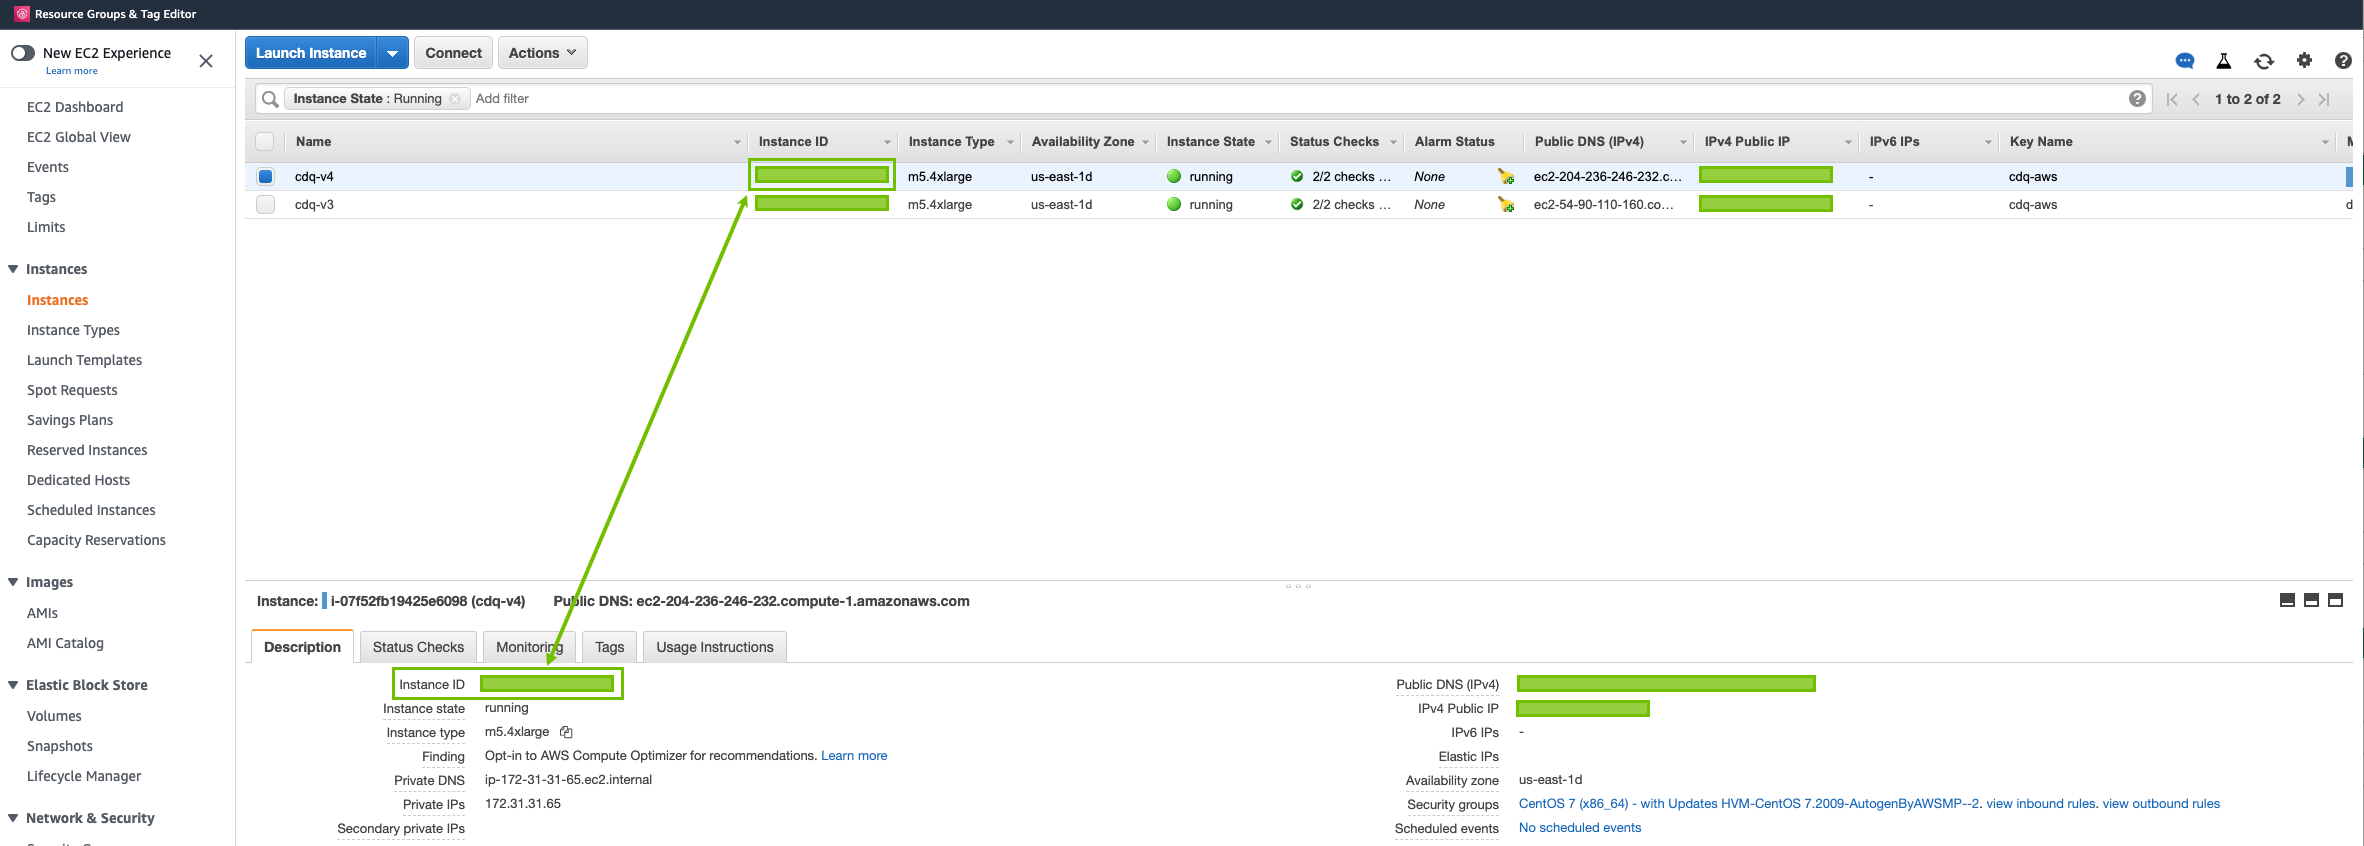 Resource Groups & Tag Editor
New EC2 Experience
Learn more
Launch Instance Connect Actions
Instance State : Running Add filter
1 to 2 of 2
Name Instance ID Instance Type Availability Zone Instance State Status Checks Alarm Status Public DNS (IPv4) IPv4 Public IP IPv6 IPs Key Name
cdq-v4 m5.4xlarge us-east-1d running 2/2 checks ... None ec2-204-236-246-232.c... - cdq-aws
cdq-v3 m5.4xlarge us-east-1d running 2/2 checks ... None ec2-54-90-110-160.co... - cdq-aws
EC2 Dashboard
EC2 Global View
Events
Tags
Limits
Instances
Instances
Instance Types
Launch Templates
Spot Requests
Savings Plans
Reserved Instances
Dedicated Hosts
Scheduled Instances
Capacity Reservations
Images
AMIs
AMI Catalog
Elastic Block Store
Volumes
Snapshots
Lifecycle Manager
Network & Security
Instance: i-07f52fb19425e6098 (cdq-v4) Public DNS: ec2-204-236-246-232.compute-1.amazonaws.com
Description Status Checks Monitoring Tags Usage Instructions
Instance ID
Instance state running
Instance type m5.4xlarge
Finding Opt-in to AWS Compute Optimizer for recommendations. Learn more
Private DNS ip-172-31-31-65.ec2.internal
Private IPs 172.31.31.65
Secondary private IPs
Public DNS (IPv4)
IPv4 Public IP
IPv6 IPs -
Elastic IPs
Availability zone us-east-1d
Security groups CentOS 7 (x86_64) - with Updates HVM-CentOS 7.2009-AutogenByAWSMP--2. view inbound rules. view outbound rules
Scheduled events No scheduled events